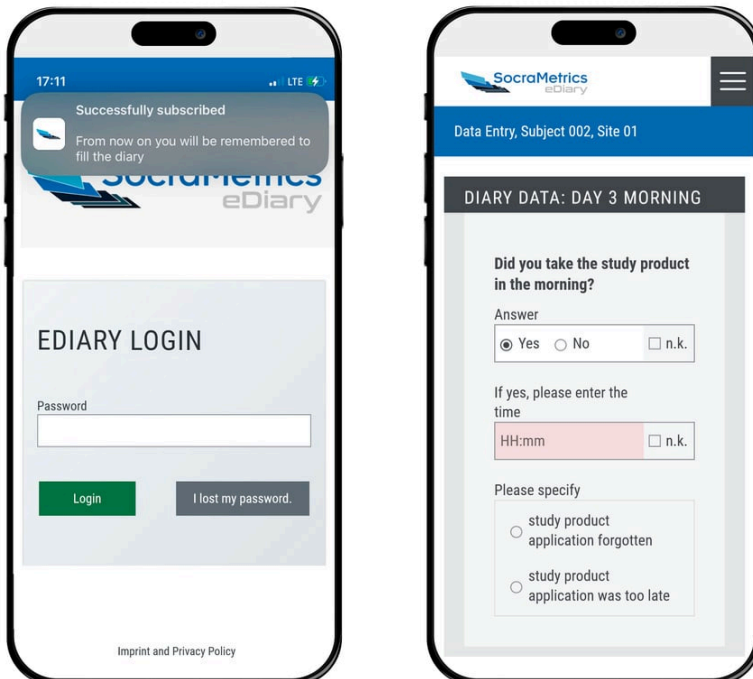 17:11
LTE
Successfully subscribed
From now on you will be remembered to
fill the diary
SocraMetrics
eDiary
EDIARY LOGIN
Password
Login
I lost my password.
Imprint and Privacy Policy
SocraMetrics
eDiary
Data Entry, Subject 002, Site 01
DIARY DATA: DAY 3 MORNING
Did you take the study product
in the morning?
Answer
Yes
No
n.k.
If yes, please enter the
time
HH:mm
n.k.
Please specify
study product
application forgotten
study product
application was too late